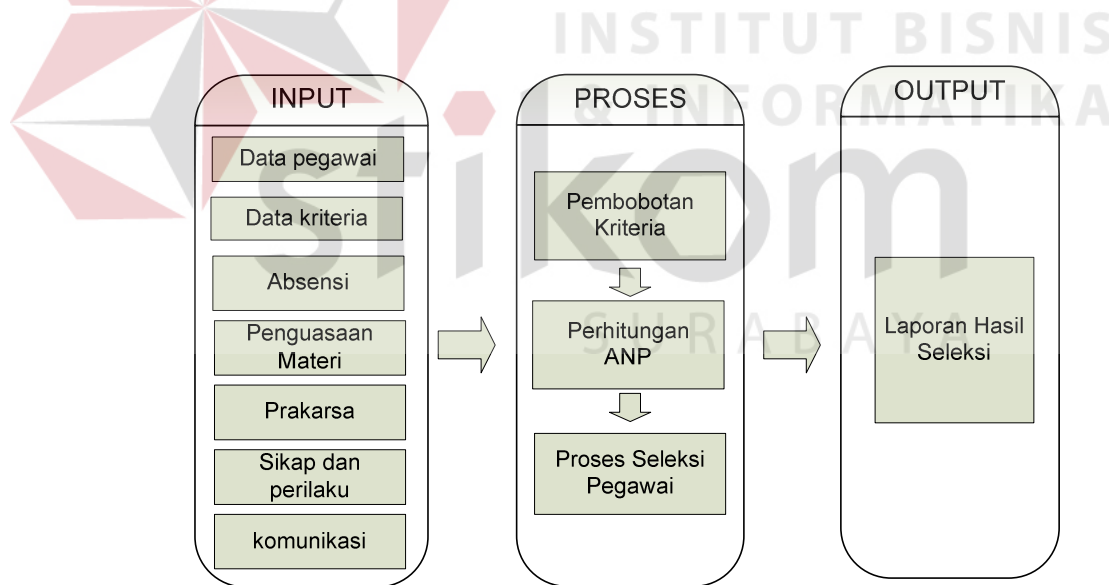 INSTITUT BISNIS
& INFORMATIKA
stikom
SURABAYA
INPUT
Data pegawai
Data kriteria
Absensi
Penguasaan
Materi
Prakarsa
Sikap dan
perilaku
komunikasi
PROSES
Pembobotan
Kriteria
Perhitungan
ANP
Proses Seleksi
Pegawai
OUTPUT
Laporan Hasil
Seleksi